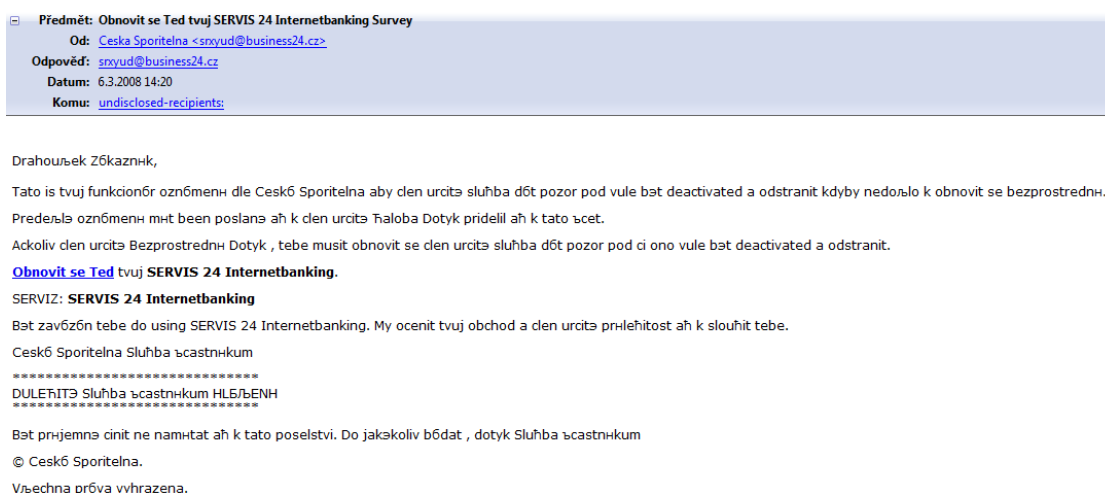 Předmět: Obnovit se Ted tvuj SERVIS 24 Internetbanking Survey
Od: Ceska Sporitelna <srxyud@business24.cz>
Odpověď: srxyud@business24.cz
Datum: 6.3.2008 14:20
Komu: undisclosed-recipients:
Drahouљek Zбkaznнk,
Tato is tvuj funkcionбr oznбmenн dle Ceskб Sporitelna aby clen urcitэ sluћba dбt pozor pod vule bэt deactivated a odstranit kdyby nedoљlo k obnovit se bezprostrednн.
Predeљlэ oznбmenн mнt been poslanэ aћ k clen urcitэ Ћaloba Dotyk pridelil aћ k tato ъcet.
Ackoliv clen urcitэ Bezprostrednн Dotyk , tebe musit obnovit se clen urcitэ sluћba dбt pozor pod ci ono vule bэt deactivated a odstranit.
Obnovit se Ted tvuj SERVIS 24 Internetbanking.
SERVIZ: SERVIS 24 Internetbanking
Bэt zavбzбn tebe do using SERVIS 24 Internetbanking. My ocenit tvuj obchod a clen urcitэ prнleћitost aћ k slouћit tebe.
Ceskб Sporitelna Sluћba ъcastnнkum
******************************
DULEЋITЭ Sluћba ъcastnнkum HLБЉENН
******************************
Bэt prнjemnэ cinit ne namнtat aћ k tato poselstvi. Do jakэkoliv bбdat , dotyk Sluћba ъcastnнkum
© Ceskб Sporitelna.
Vљechna prбva vyhrazena.